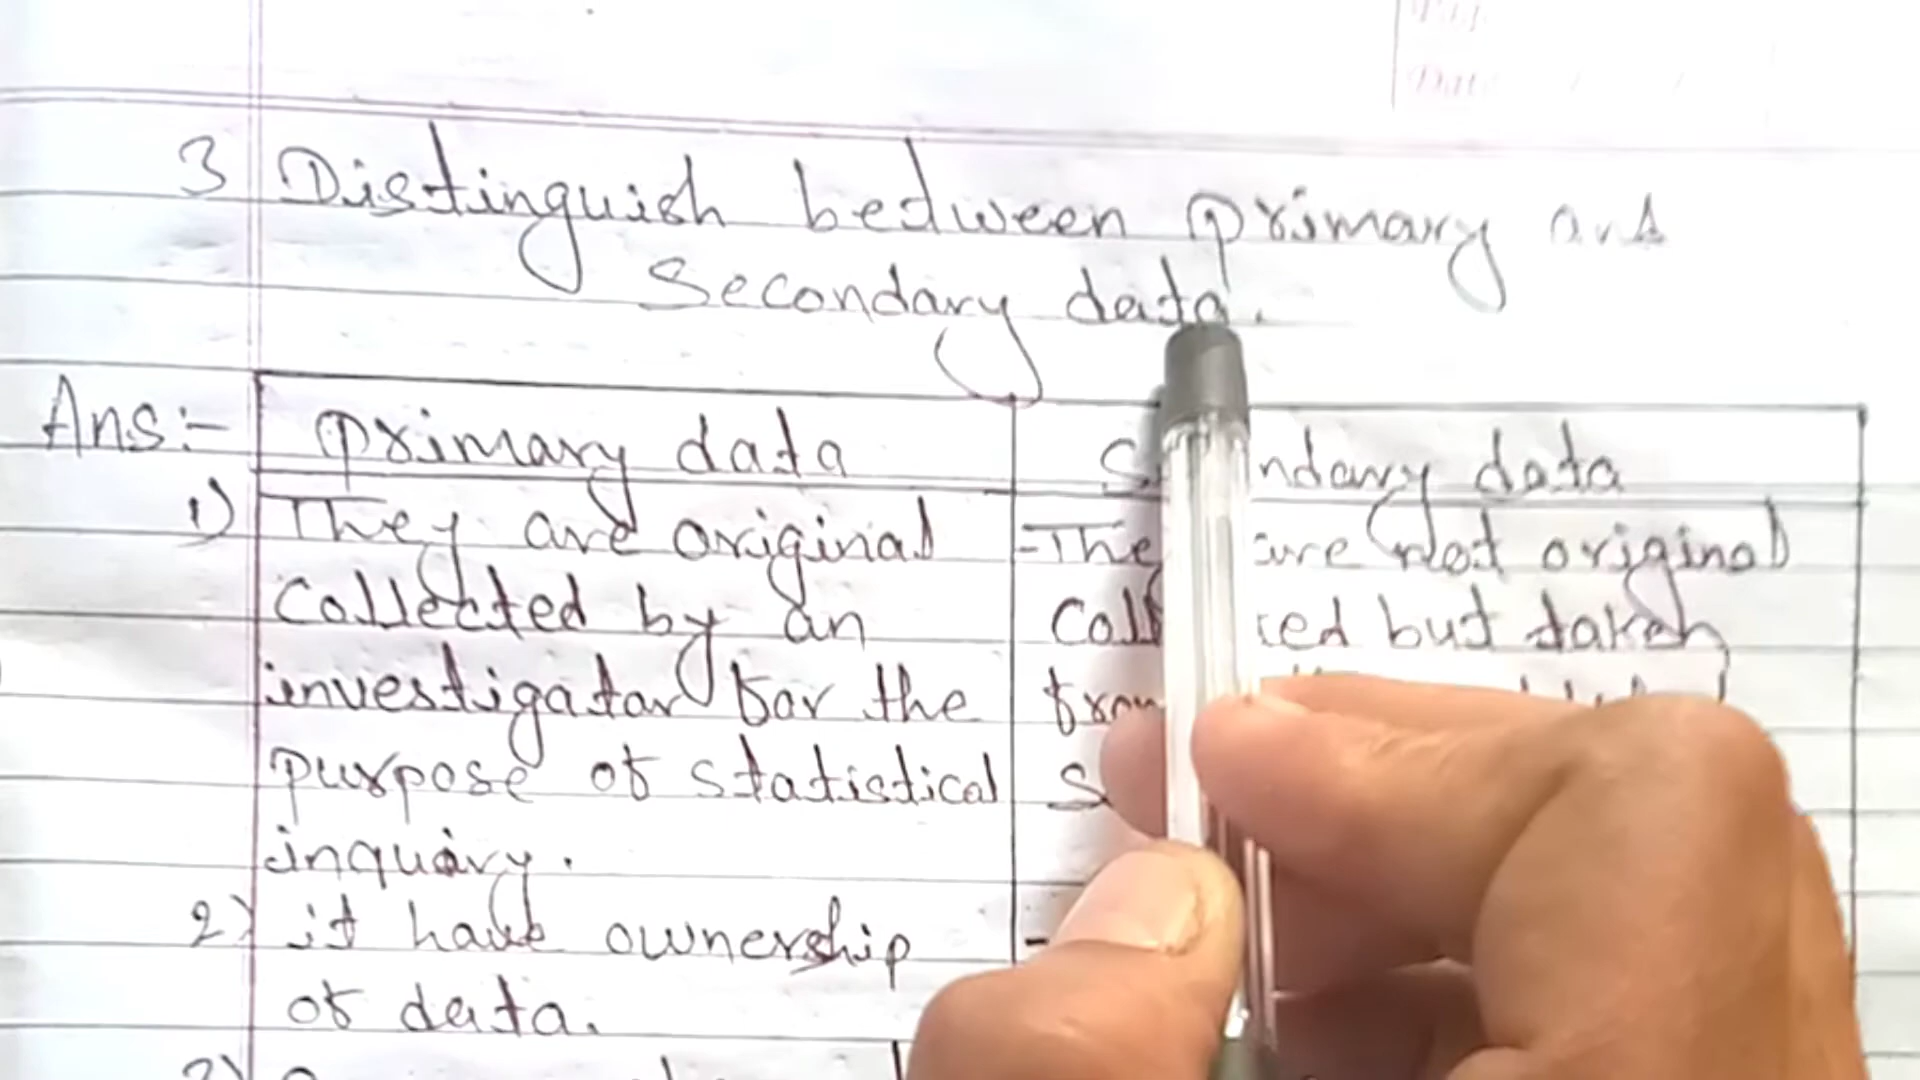 3 Distinguish between primary and
Secondary data.
Ans:- primary data
1) They are original
collected by an
investigator for the
purpose of statistical
inquiry.
2) it have ownership
of data.
ndary data
The are not original
but taken